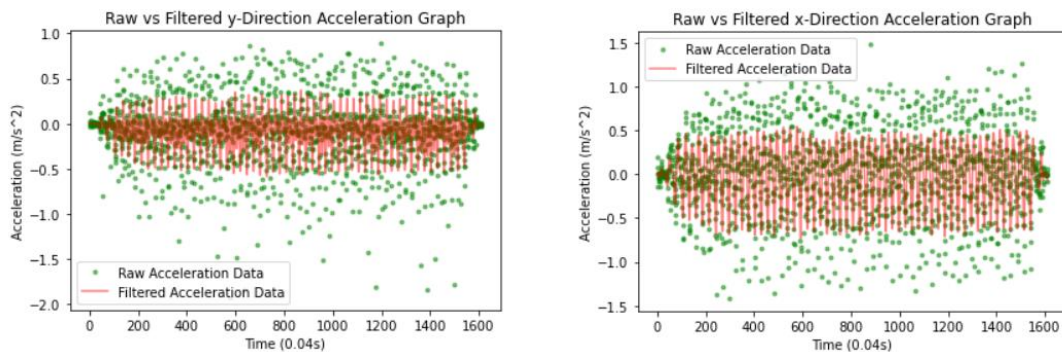 Raw vs Filtered y-Direction Acceleration Graph
1.0
0.5
0.0
−0.5
−1.0
−1.5
−2.0
Acceleration (m/s^2)
Raw Acceleration Data
Filtered Acceleration Data
0 200 400 600 800 1000 1200 1400 1600
Time (0.04s)
Raw vs Filtered x-Direction Acceleration Graph
1.5
1.0
0.5
0.0
−0.5
−1.0
−1.5
Acceleration (m/s^2)
Raw Acceleration Data
Filtered Acceleration Data
0 200 400 600 800 1000 1200 1400 1600
Time (0.04s)